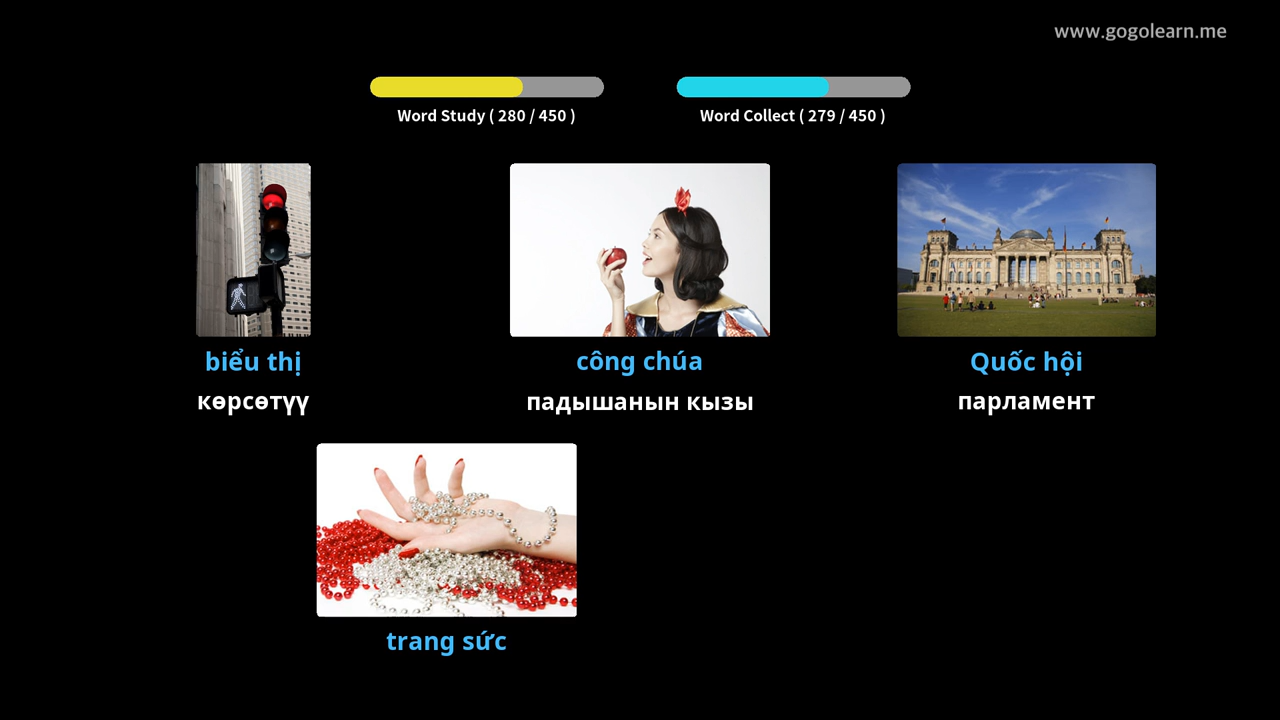 www.gogolearn.me
Word Study ( 280 / 450 )
Word Collect ( 279 / 450 )
biểu thị
көрсөтүү
công chúa
падышанын кызы
Quốc hội
парламент
trang sức